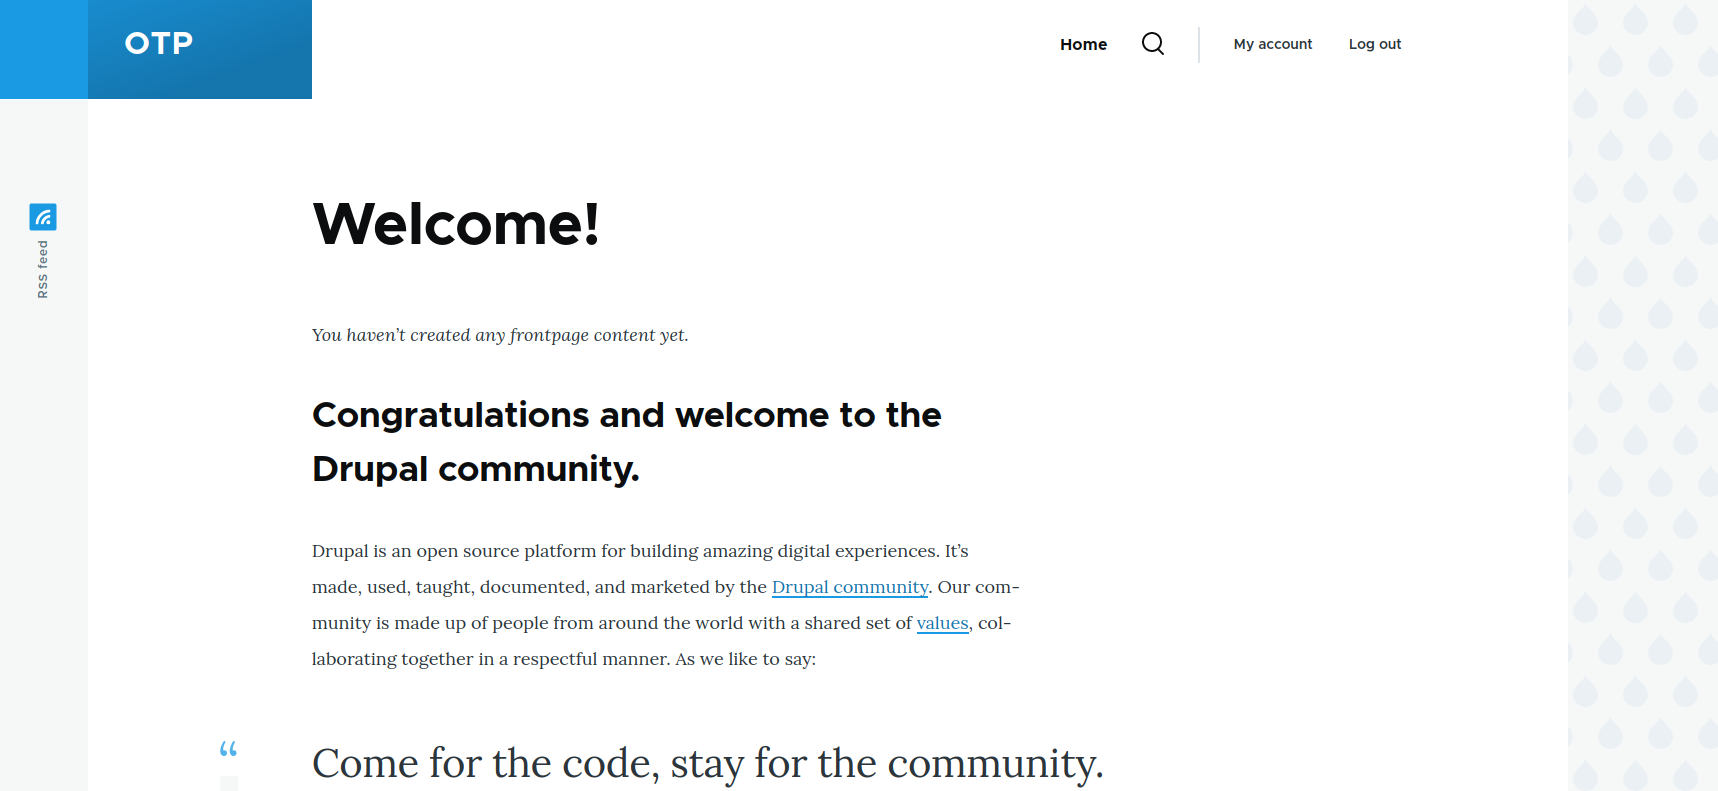 OTP
Home
My account
Log out
RSS feed
Welcome!
You haven’t created any frontpage content yet.
Congratulations and welcome to the
Drupal community.
Drupal is an open source platform for building amazing digital experiences. It’s
made, used, taught, documented, and marketed by the Drupal community. Our com-
munity is made up of people from around the world with a shared set of values, col-
laborating together in a respectful manner. As we like to say:
“
Come for the code, stay for the community.